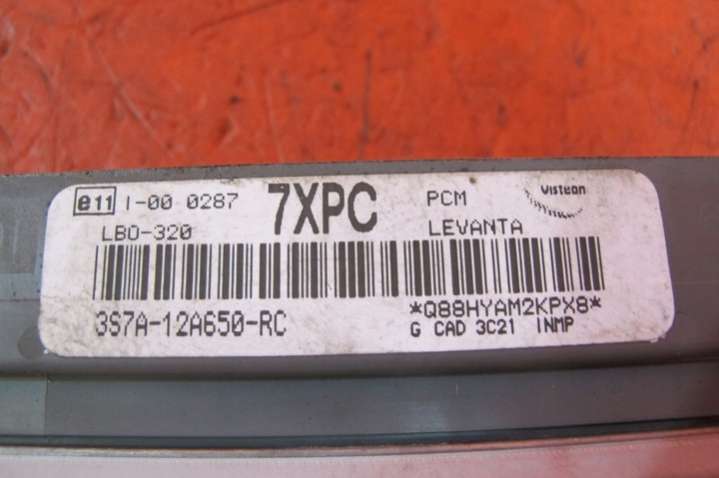 e11 I-00 0287 7XPC PCM Visteon
LBO-320 LEVANTA
3S7A-12A650-RC *Q88HYAM2KPX8*
G CAD 3C21 INMP